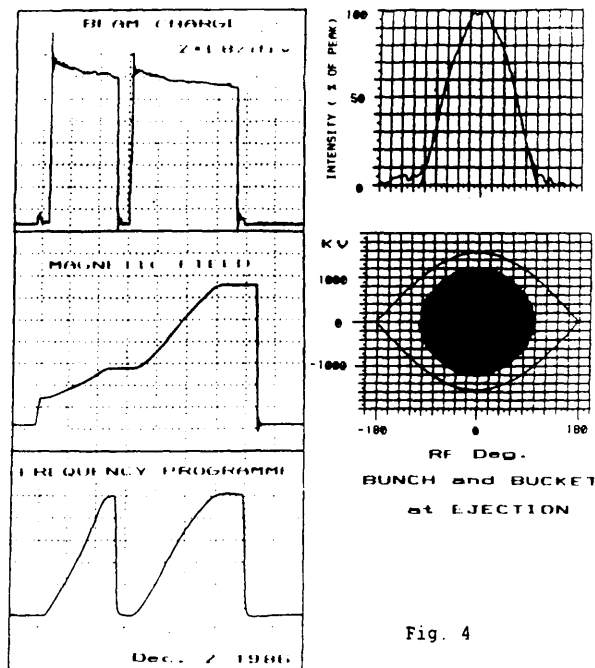 BEAM CHARGE
MAGNETIC FIELD
FREQUENCY PROGRAMME
Dec. 1986
INTENSITY ( % OF PEAK)
100
50
0
KV
1000
0
-1000
-180
0
180
RF Deg.
BUNCH and BUCKET
at EJECTION
Fig. 4